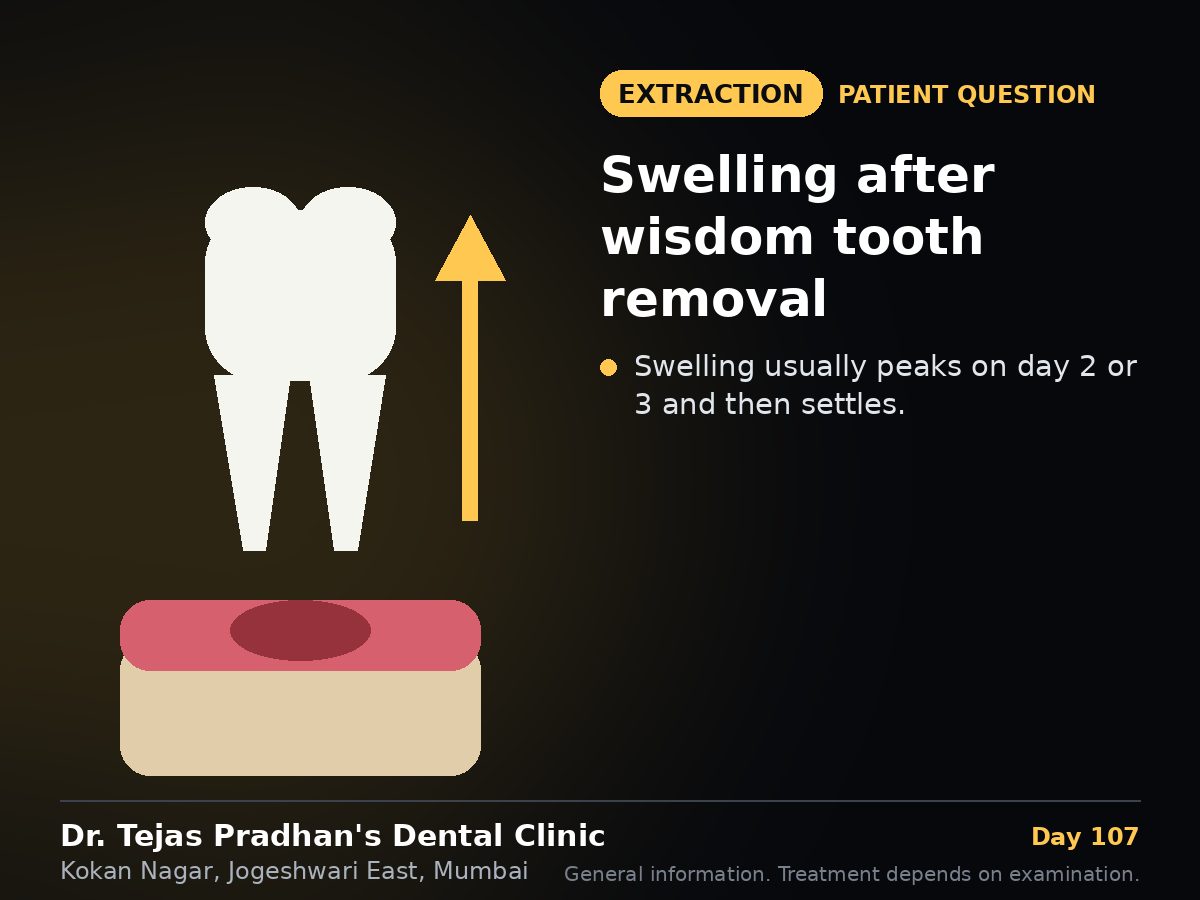 EXTRACTION PATIENT QUESTION
Swelling after
wisdom tooth
removal
Swelling usually peaks on day 2 or
3 and then settles.
Dr. Tejas Pradhan's Dental Clinic
Day 107
Kokan Nagar, Jogeshwari East, Mumbai
General information. Treatment depends on examination.